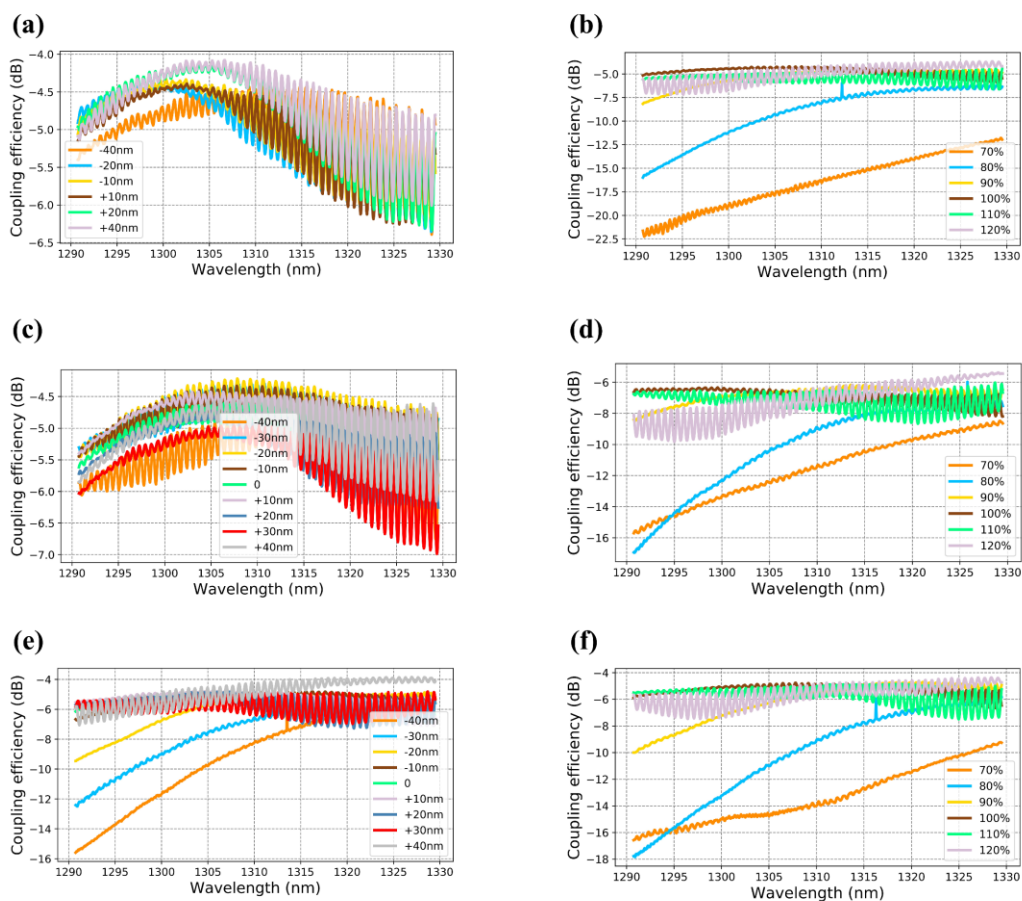 (a)
(b)
Coupling efficiency (dB)
−4.0
−4.5
−5.0
−5.5
−6.0
−6.5
-40nm
-20nm
-10nm
+10nm
+20nm
+40nm
1290 1295 1300 1305 1310 1315 1320 1325 1330
Wavelength (nm)
Coupling efficiency (dB)
−5.0
−7.5
−10.0
−12.5
−15.0
−17.5
−20.0
−22.5
70%
80%
90%
100%
110%
120%
1290 1295 1300 1305 1310 1315 1320 1325 1330
Wavelength (nm)
(c)
(d)
Coupling efficiency (dB)
−4.5
−5.0
−5.5
−6.0
−6.5
−7.0
-40nm
-30nm
-20nm
-10nm
0
+10nm
+20nm
+30nm
+40nm
1290 1295 1300 1305 1310 1315 1320 1325 1330
Wavelength (nm)
Coupling efficiency (dB)
−6
−8
−10
−12
−14
−16
70%
80%
90%
100%
110%
120%
1290 1295 1300 1305 1310 1315 1320 1325 1330
Wavelength (nm)
(e)
(f)
Coupling efficiency (dB)
−4
−6
−8
−10
−12
−14
−16
-40nm
-30nm
-20nm
-10nm
0
+10nm
+20nm
+30nm
+40nm
1290 1295 1300 1305 1310 1315 1320 1325 1330
Wavelength (nm)
Coupling efficiency (dB)
−4
−6
−8
−10
−12
−14
−16
−18
70%
80%
90%
100%
110%
120%
1290 1295 1300 1305 1310 1315 1320 1325 1330
Wavelength (nm)